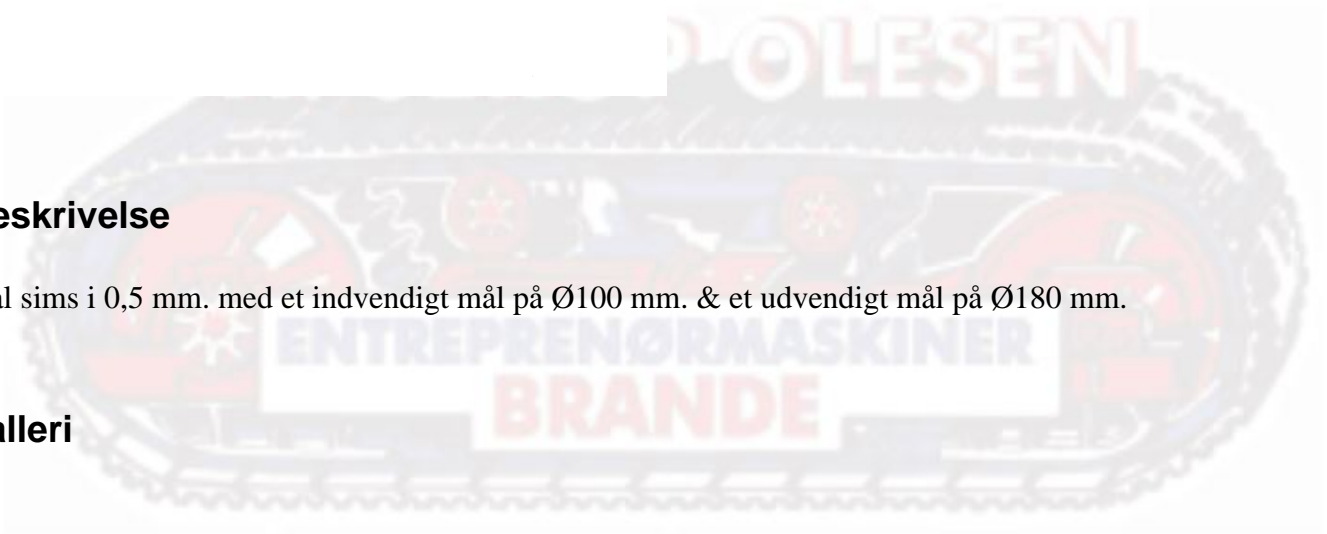 OLESEN
eskrivelse
al sims i 0,5 mm. med et indvendigt mål på Ø100 mm. & et udvendigt mål på Ø180 mm.
ENTREPRENØRMASKINER
BRANDE
alleri